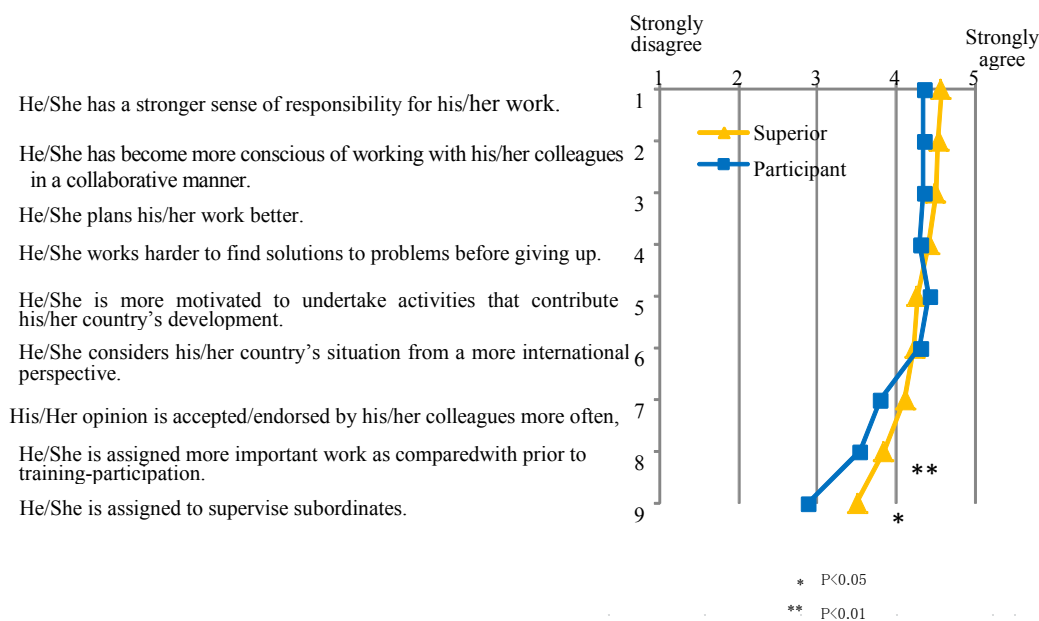 Strongly
disagree
Strongly
agree
1 2 3 4 5
1
He/She has a stronger sense of responsibility for his/her work.
Superior
He/She has become more conscious of working with his/her colleagues 2
in a collaborative manner.
Participant
3
He/She plans his/her work better.
He/She works harder to find solutions to problems before giving up. 4
He/She is more motivated to undertake activities that contribute 5
his/her country’s development.
He/She considers his/her country’s situation from a more international 6
perspective.
His/Her opinion is accepted/endorsed by his/her colleagues more often, 7
He/She is assigned more important work as comparedwith prior to 8
training-participation.
**
He/She is assigned to supervise subordinates. 9
*
* P<0.05
** P<0.01